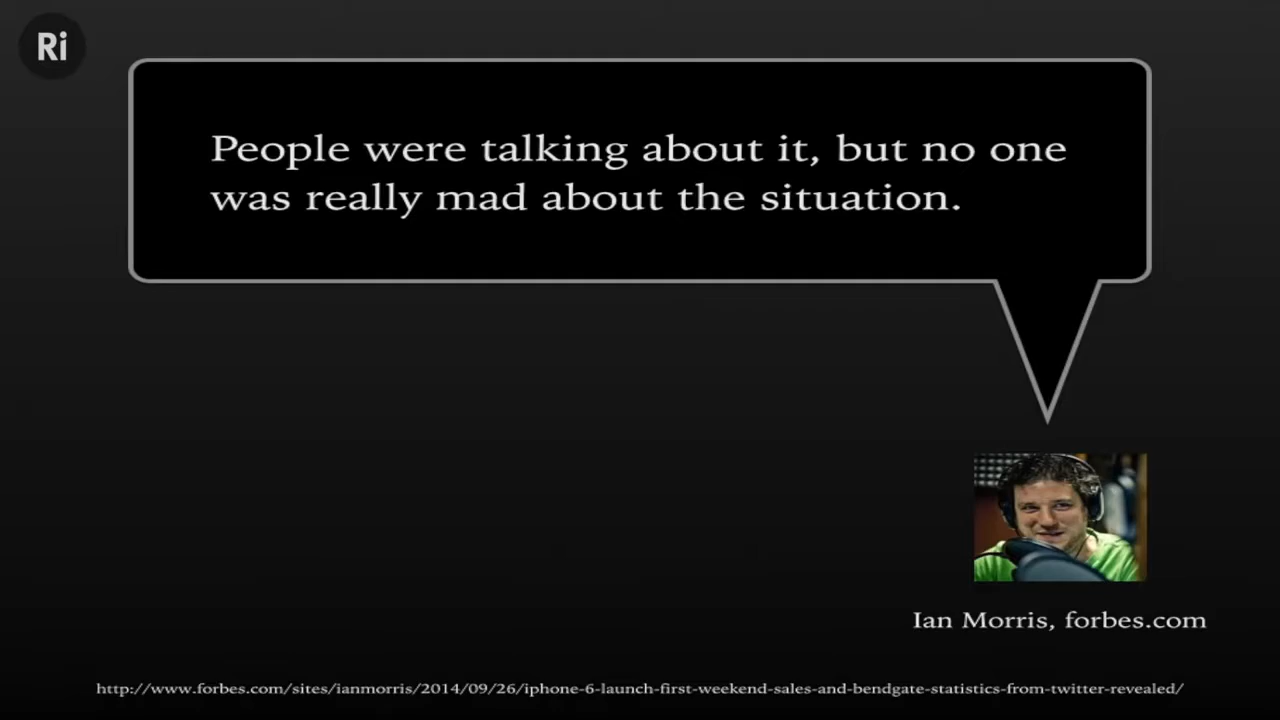 Ri
People were talking about it, but no one
was really mad about the situation.
Ian Morris, forbes.com
http://www.forbes.com/sites/ianmorris/2014/09/26/iphone-6-launch-first-weekend-sales-and-bendgate-statistics-from-twitter-revealed/